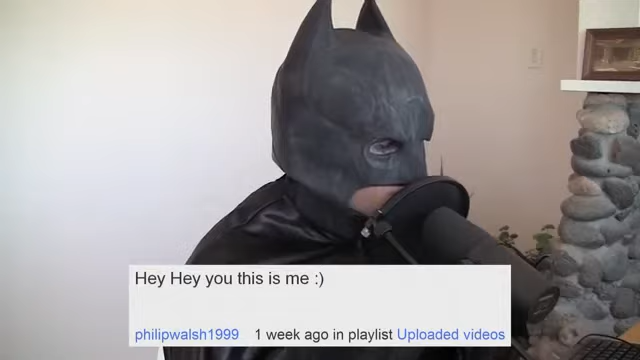 Hey Hey you this is me :)
philipwalsh1999 1 week ago in playlist Uploaded videos